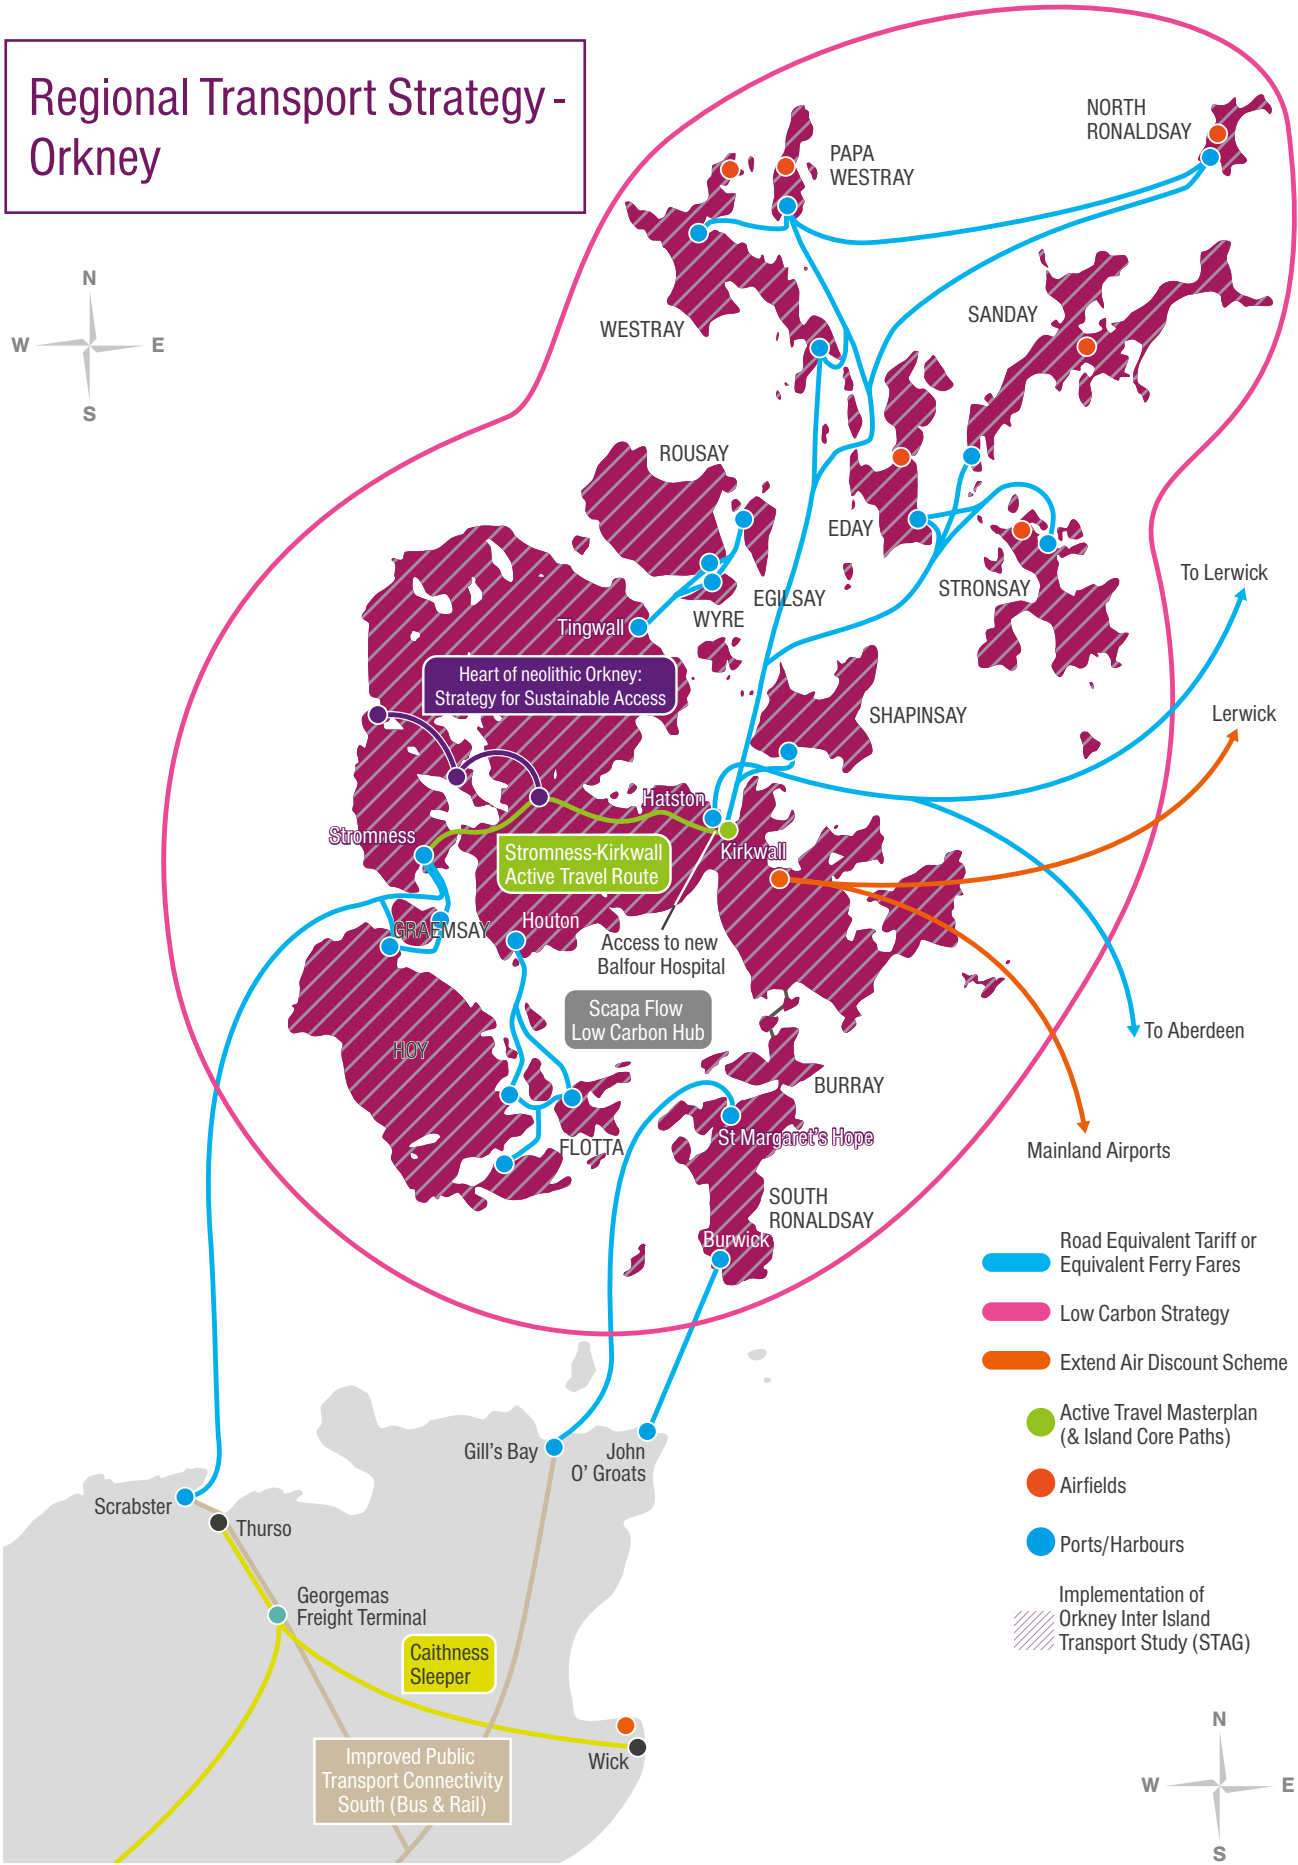 Regional Transport Strategy -
Orkney
N
W
E
S
NORTH
RONALDSAY
PAPA
WESTRAY
WESTRAY
SANDAY
ROUSAY
EDAY
STRONSAY
EGILSAY
WYRE
Tingwall
To Lerwick
Heart of neolithic Orkney:
Strategy for Sustainable Access
SHAPINSAY
Lerwick
Hatston
Stromness
Kirkwall
Stromness-Kirkwall
Active Travel Route
GRAEMSAY
Houton
Access to new
Balfour Hospital
Scapa Flow
Low Carbon Hub
To Aberdeen
HOY
BURRAY
St Margaret's Hope
FLOTTA
Mainland Airports
SOUTH
RONALDSAY
Burwick
Road Equivalent Tariff or
Equivalent Ferry Fares
Low Carbon Strategy
Extend Air Discount Scheme
Active Travel Masterplan
(& Island Core Paths)
Airfields
Ports/Harbours
Implementation of
Orkney Inter Island
Transport Study (STAG)
Gill's Bay
John
O' Groats
Scrabster
Thurso
Georgemas
Freight Terminal
Caithness
Sleeper
Improved Public
Transport Connectivity
South (Bus & Rail)
Wick
N
W
E
S